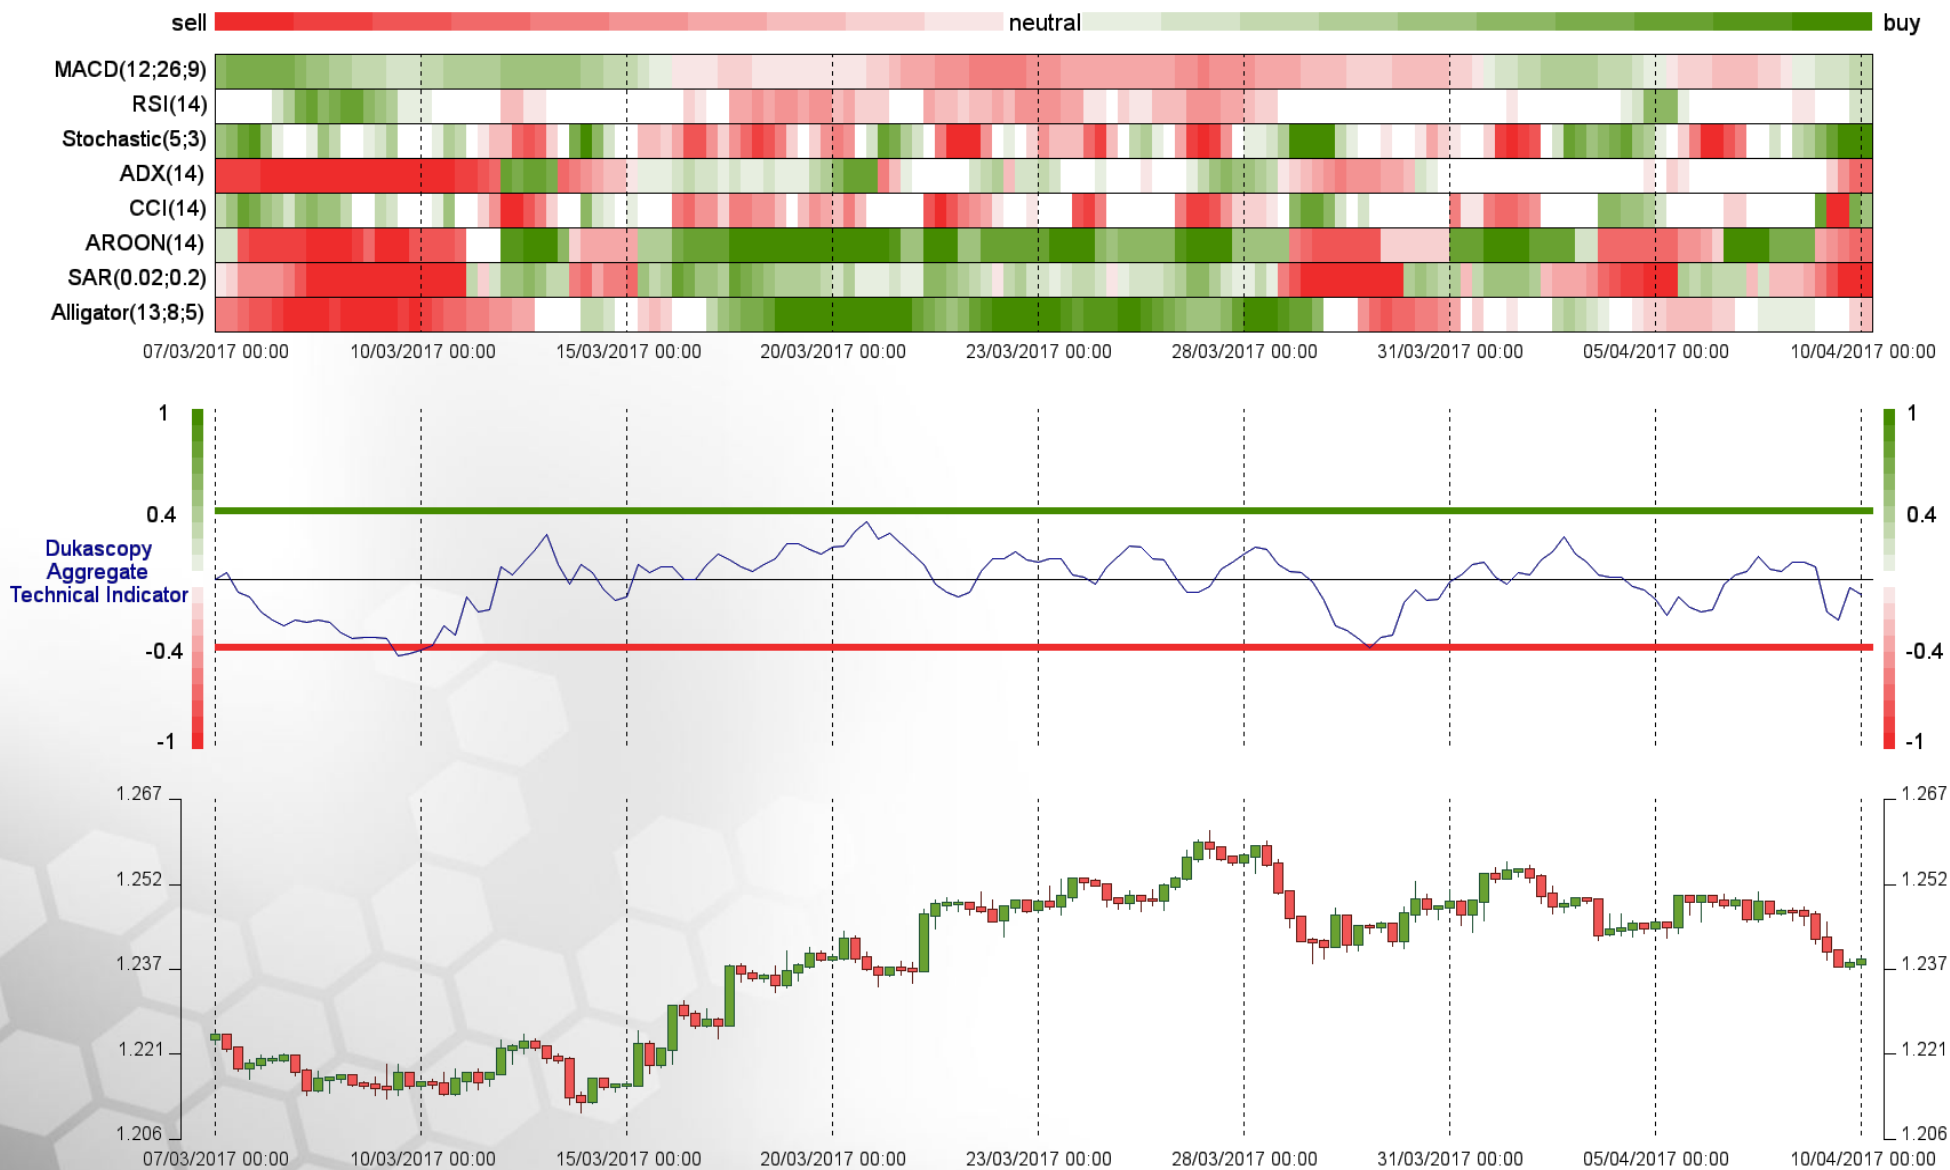 sell neutral buy
MACD(12;26;9)
RSI(14)
Stochastic(5;3)
ADX(14)
CCI(14)
AROON(14)
SAR(0.02;0.2)
Alligator(13;8;5)
07/03/2017 00:00 10/03/2017 00:00 15/03/2017 00:00 20/03/2017 00:00 23/03/2017 00:00 28/03/2017 00:00 31/03/2017 00:00 05/04/2017 00:00 10/04/2017 00:00
1 1
0.4 0.4
Dukascopy
Aggregate
Technical Indicator
-0.4 -0.4
-1 -1
1.267 1.267
1.252 1.252
1.237 1.237
1.221 1.221
1.206 1.206
07/03/2017 00:00 10/03/2017 00:00 15/03/2017 00:00 20/03/2017 00:00 23/03/2017 00:00 28/03/2017 00:00 31/03/2017 00:00 05/04/2017 00:00 10/04/2017 00:00